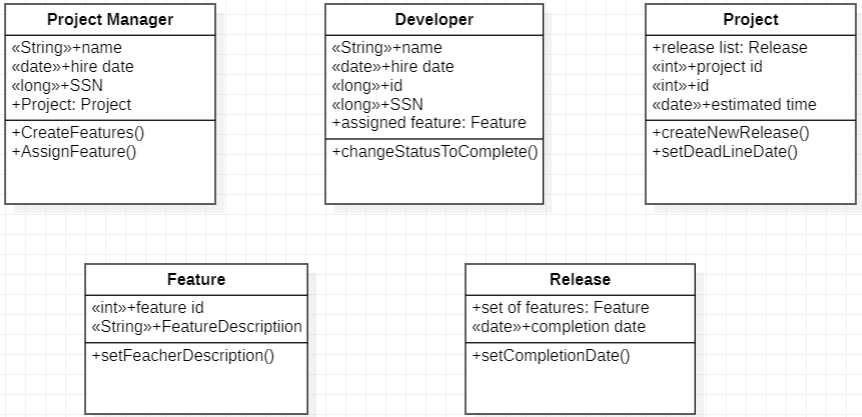 Project Manager
«String»+name
«date»+hire date
«long»+SSN
+Project: Project
+CreateFeatures()
+AssignFeature()
Developer
«String»+name
«date»+hire date
«long»+id
«long»+SSN
+assigned feature: Feature
+changeStatusToComplete()
Project
+release list: Release
«int»+project id
«int»+id
«date»+estimated time
+createNewRelease()
+setDeadLineDate()
Feature
«int»+feature id
«String»+FeatureDescriptiion
+setFeacherDescription()
Release
+set of features: Feature
«date»+completion date
+setCompletionDate()